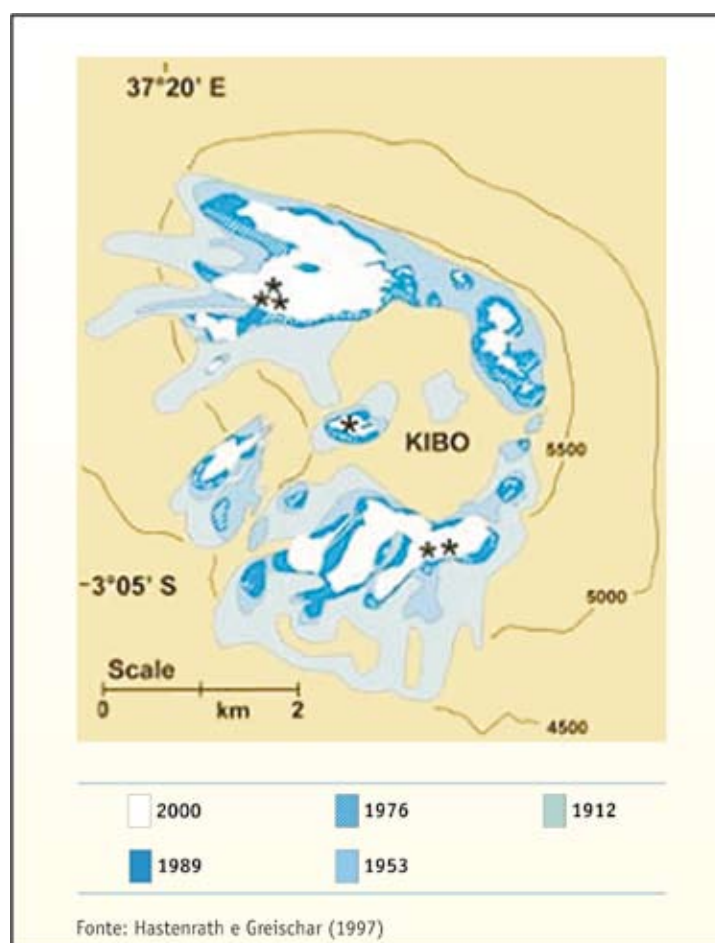 37°20' E
KIBO
5500
-3°05' S
5000
Scale
0 km 2
4500
2000 1976 1912
1989 1953
Fonte: Hastenrath e Greischar (1997)